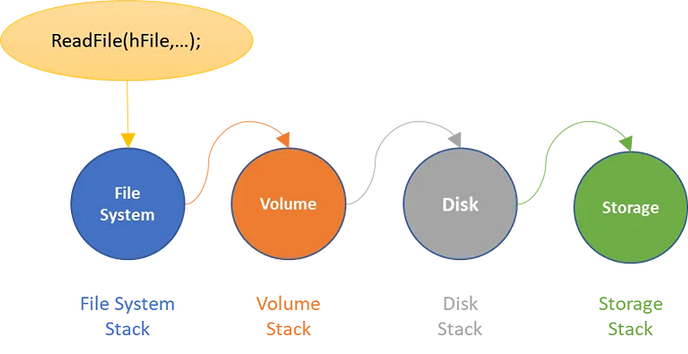 ReadFile(hFile,...);
File
System
Volume
Disk
Storage
File System
Stack
Volume
Stack
Disk
Stack
Storage
Stack